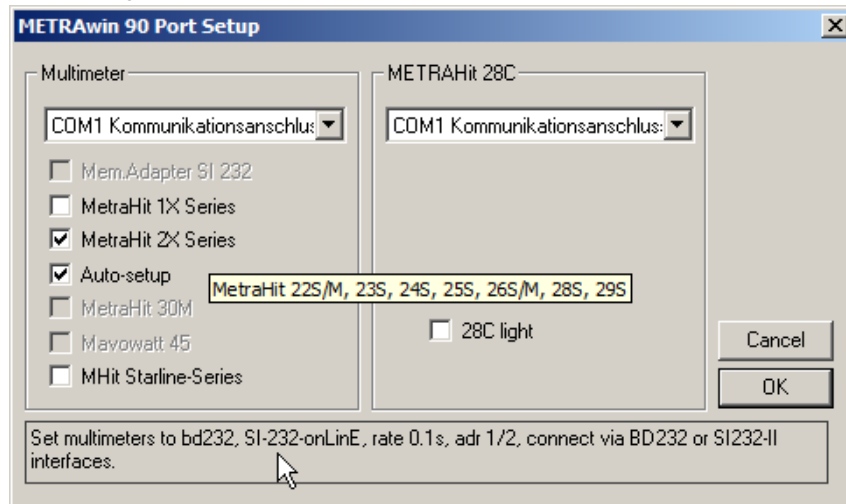 METRAwin 90 Port Setup
Multimeter
COM1 Kommunikationsanschlus
Mem.Adapter SI 232
MetraHit 1X Series
MetraHit 2X Series
Auto-setup
MetraHit 30M
Mavowatt 45
MHit Starline-Series
METRAHit 28C
COM1 Kommunikationsanschlus
MetraHit 22S/M, 23S, 24S, 25S, 26S/M, 28S, 29S
28C light
Cancel
OK
Set multimeters to bd232, SI-232-onLinE, rate 0.1s, adr 1/2, connect via BD232 or SI232-II
interfaces.